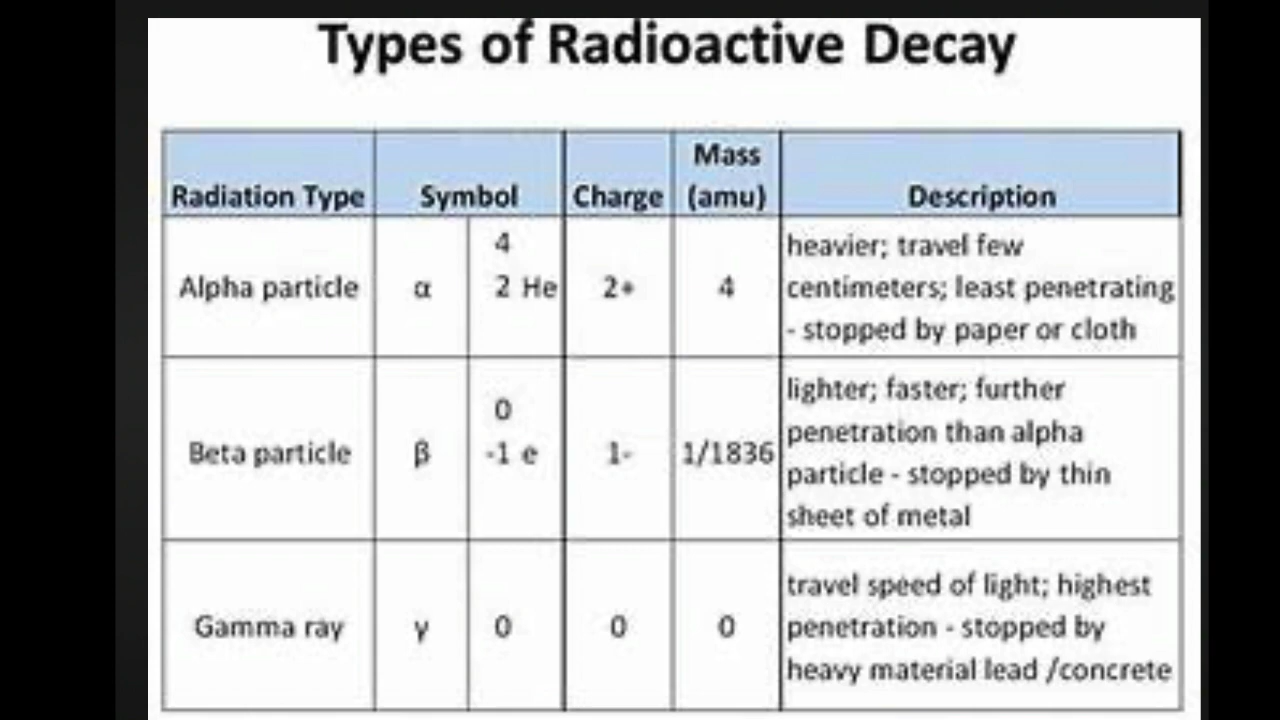 Types of Radioactive Decay
Radiation Type Symbol Charge Mass (amu) Description
Alpha particle α 4 2 He 2+ 4 heavier; travel few
centimeters; least penetrating
- stopped by paper or cloth
Beta particle β 0 -1 e 1- 1/1836 lighter; faster; further
penetration than alpha
particle - stopped by thin
sheet of metal
Gamma ray γ 0 0 0 travel speed of light; highest
penetration - stopped by
heavy material lead /concrete